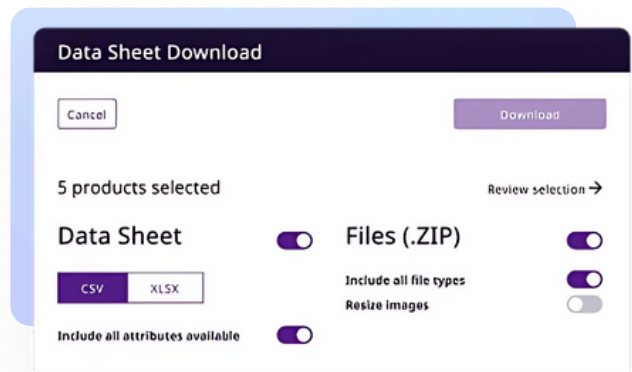 Data Sheet Download
Cancel
Download
5 products selected
Review selection →
Data Sheet
Files (.ZIP)
CSV
XLSX
Include all file types
Resize images
Include all attributes available